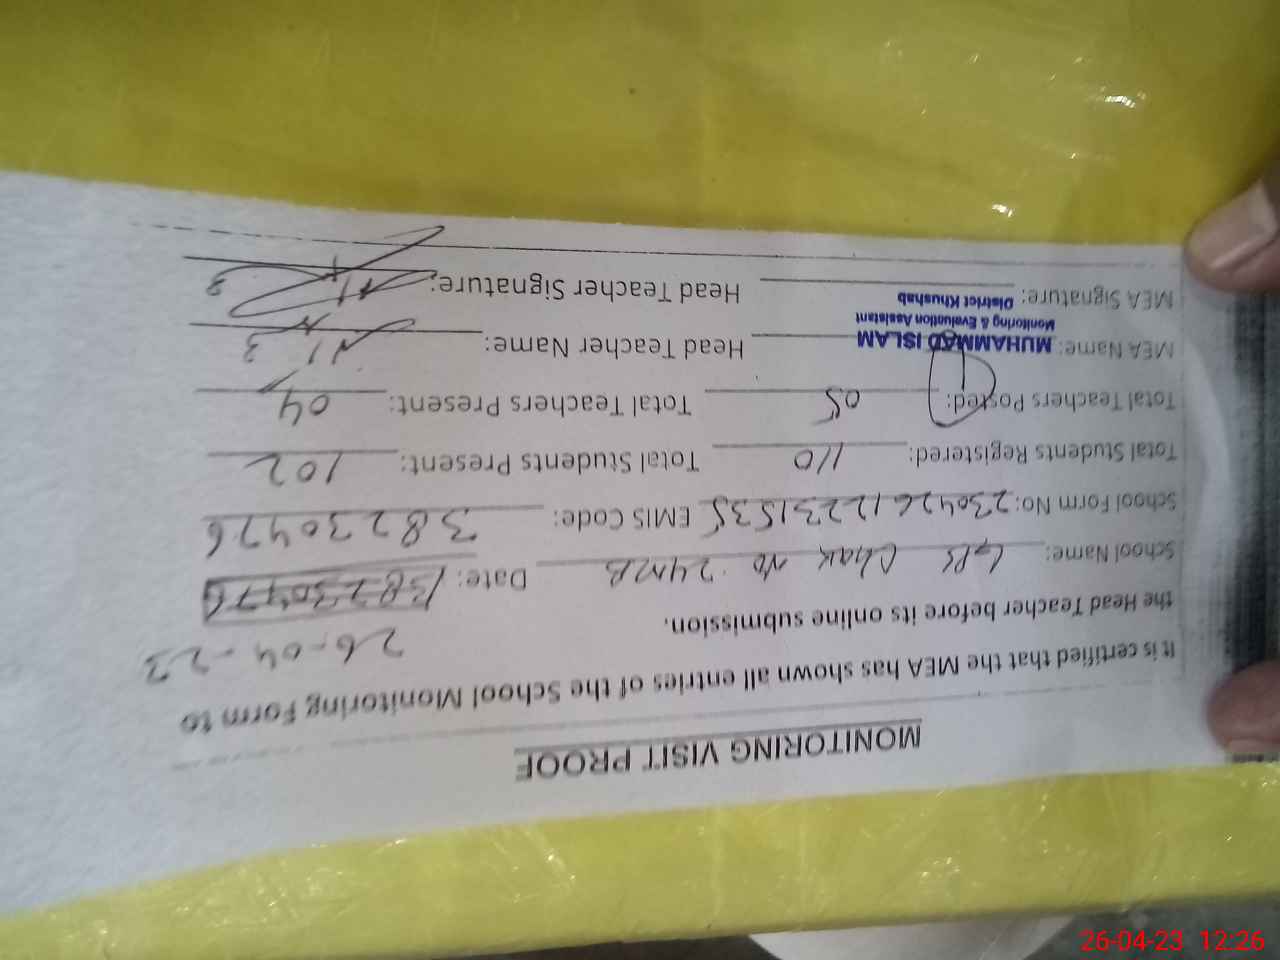 MONITORING VISIT PROOF
It is certified that the MEA has shown all entries of the School Monitoring Form to
the Head Teacher before its online submission.
26-04-23
School Name: GPS Chak No 24MB Date: 38230476
School Form No: 23042612231535 EMIS Code: 38230476
Total Students Registered: 110 Total Students Present: 102
Total Teachers Posted: 05 Total Teachers Present: 04
MEA Name: MUHAMMAD ISLAM Head Teacher Name:
Monitoring & Evaluation Assistant
District Khushab
MEA Signature: Head Teacher Signature:
26-04-23 12:26